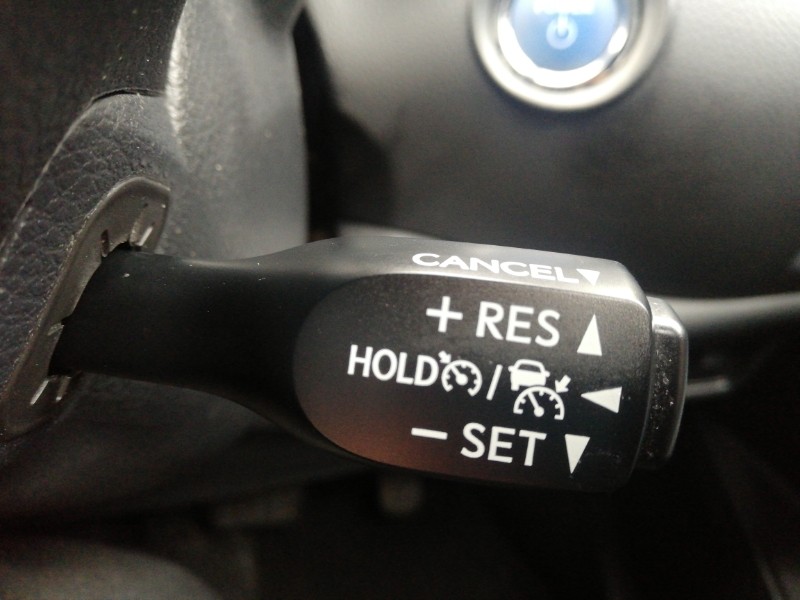 CANCEL▼
+ RES ▲
HOLD / ◀
− SET ▼